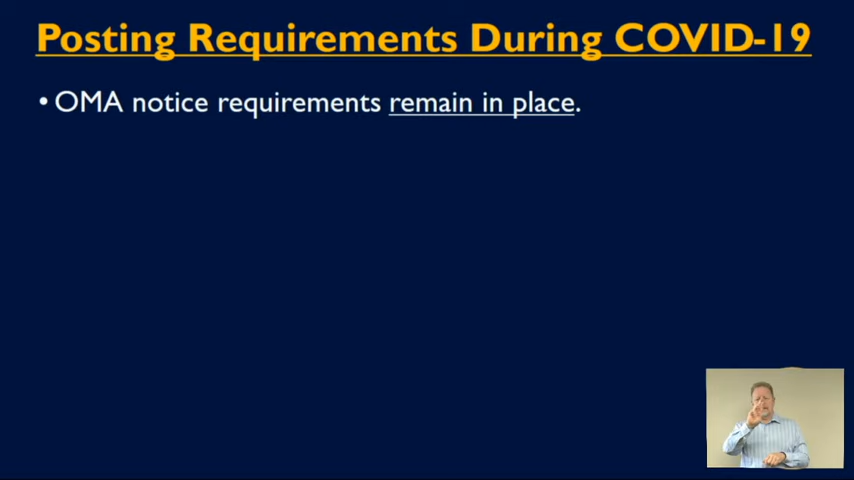 Posting Requirements During COVID-19
• OMA notice requirements remain in place.